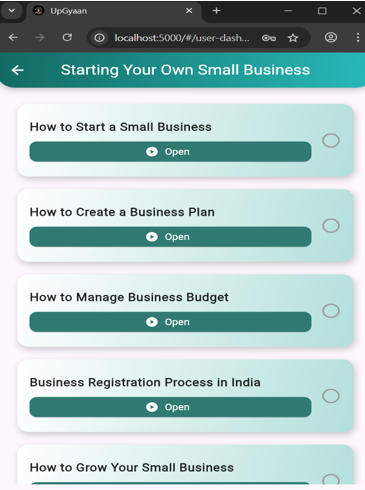 UpGyaan
localhost:5000/#/user-dash...
Starting Your Own Small Business
How to Start a Small Business
Open
How to Create a Business Plan
Open
How to Manage Business Budget
Open
Business Registration Process in India
Open
How to Grow Your Small Business